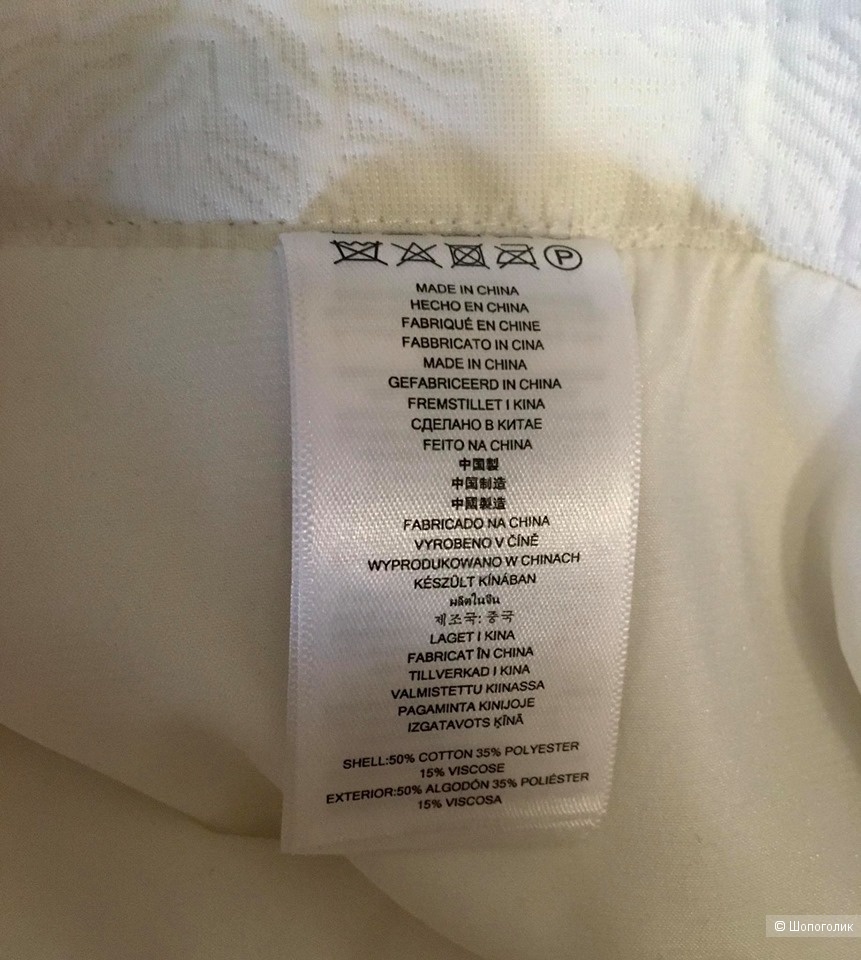 P
MADE IN CHINA
HECHO EN CHINA
FABRIQUÉ EN CHINE
FABBRICATO IN CINA
MADE IN CHINA
GEFABRICEERD IN CHINA
FREMSTILLET I KINA
СДЕЛАНО В КИТАЕ
FEITO NA CHINA
中国製
中国制造
中國製造
FABRICADO NA CHINA
VYROBENO V ČÍNĚ
WYPRODUKOWANO W CHINACH
KÉSZÜLT KÍNÁBAN
ผลิตในจีน
제조국: 중국
LAGET I KINA
FABRICAT ÎN CHINA
TILLVERKAD I KINA
VALMISTETTU KIINASSA
PAGAMINTA KINIJOJE
IZGATAVOTS ĶĪNĀ
SHELL:50% COTTON 35% POLYESTER
15% VISCOSE
EXTERIOR:50% ALGODÓN 35% POLIÉSTER
15% VISCOSA
© Шопоголик